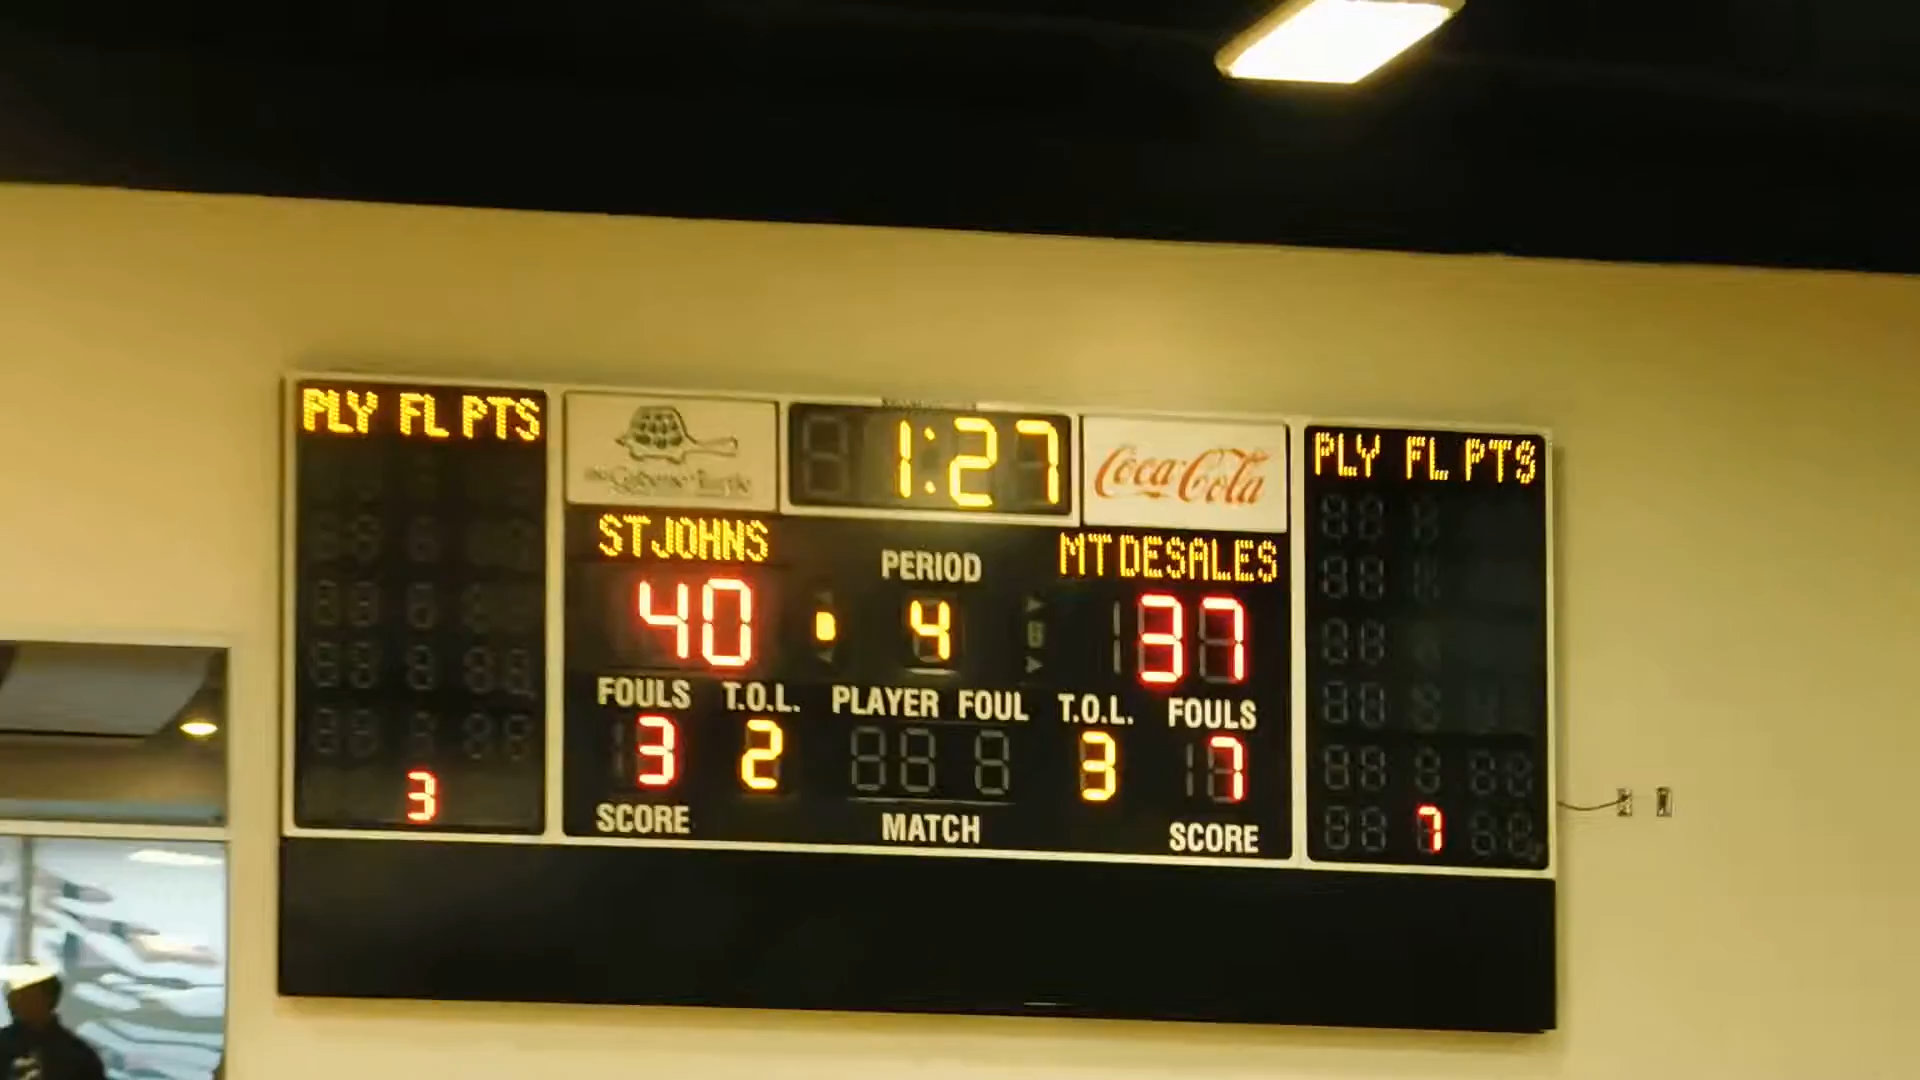 PLY FL PTS
1:27
Coca-Cola
PLY FL PTS
STJOHNS
PERIOD
MT DESALES
40
4
37
FOULS T.O.L. PLAYER FOUL T.O.L. FOULS
3 2 3 7
3
7
SCORE MATCH SCORE